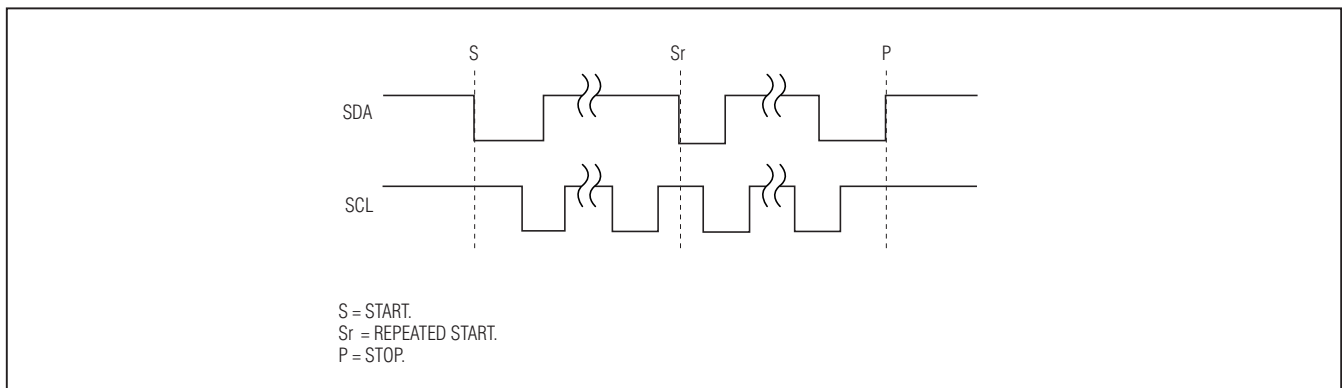 S Sr P
SDA
SCL
S = START.
Sr = REPEATED START.
P = STOP.